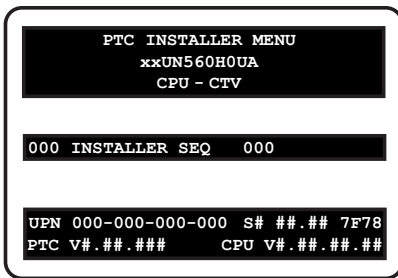 PTC INSTALLER MENU
xxUN560H0UA
CPU - CTV
000 INSTALLER SEQ 000
UPN 000-000-000-000 S# ##.## 7F78
PTC V#.##.### CPU V#.##.##.##